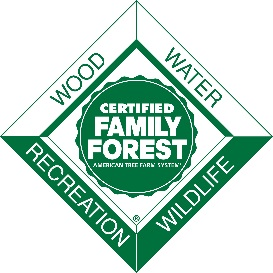 WOOD
WATER
CERTIFIED
FAMILY
FOREST
AMERICAN TREE FARM SYSTEM®
RECREATION
WILDLIFE
®